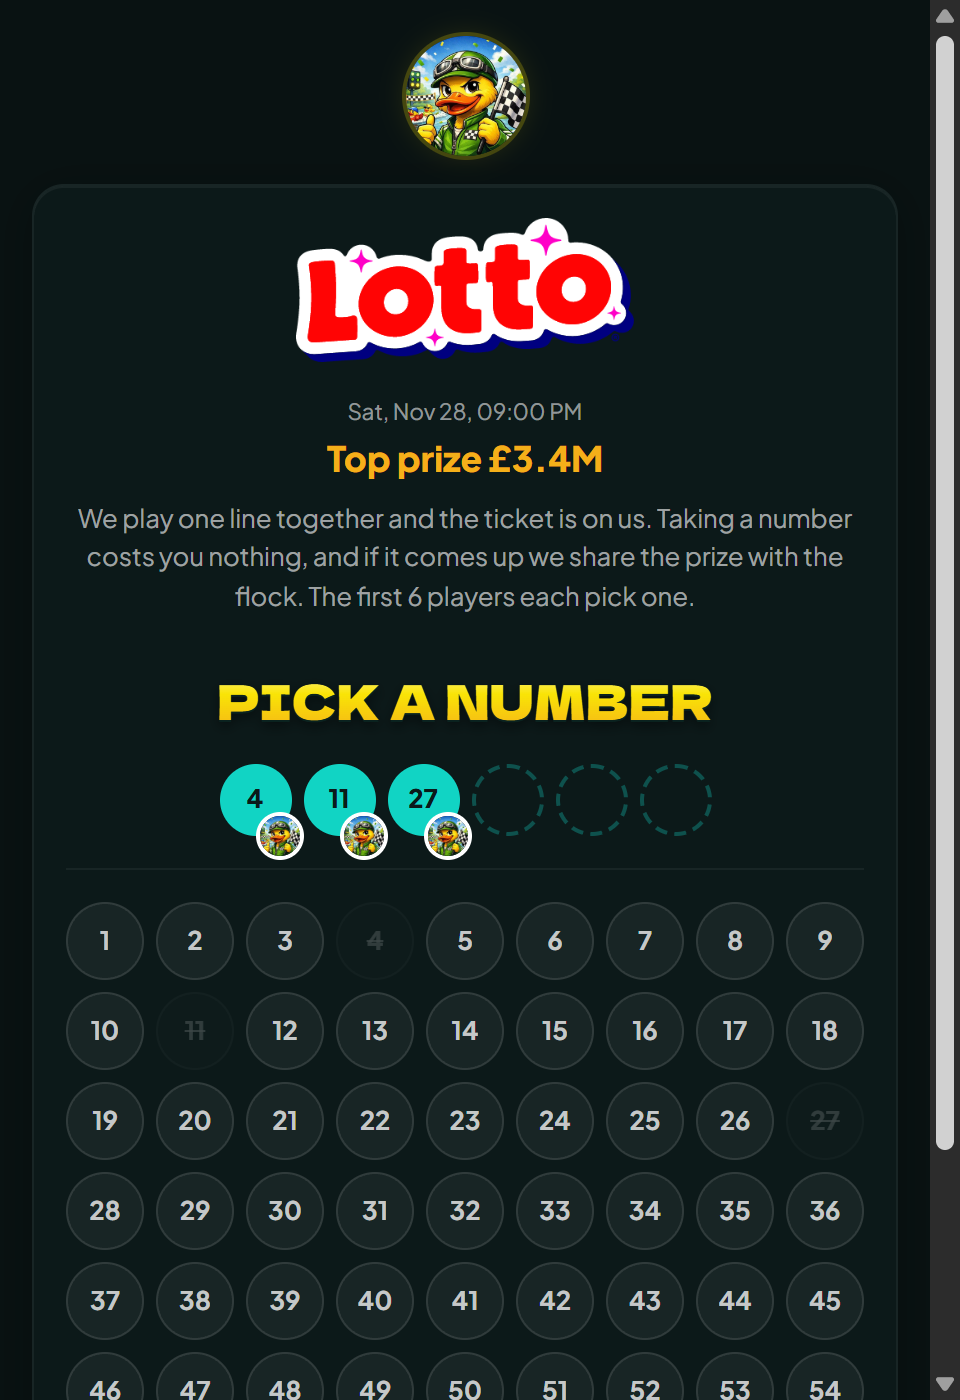 Lotto
Sat, Nov 28, 09:00 PM
Top prize £3.4M
We play one line together and the ticket is on us. Taking a number
costs you nothing, and if it comes up we share the prize with the
flock. The first 6 players each pick one.
PICK A NUMBER
4 11 27
1 2 3 4 5 6 7 8 9
10 11 12 13 14 15 16 17 18
19 20 21 22 23 24 25 26 27
28 29 30 31 32 33 34 35 36
37 38 39 40 41 42 43 44 45
46 47 48 49 50 51 52 53 54